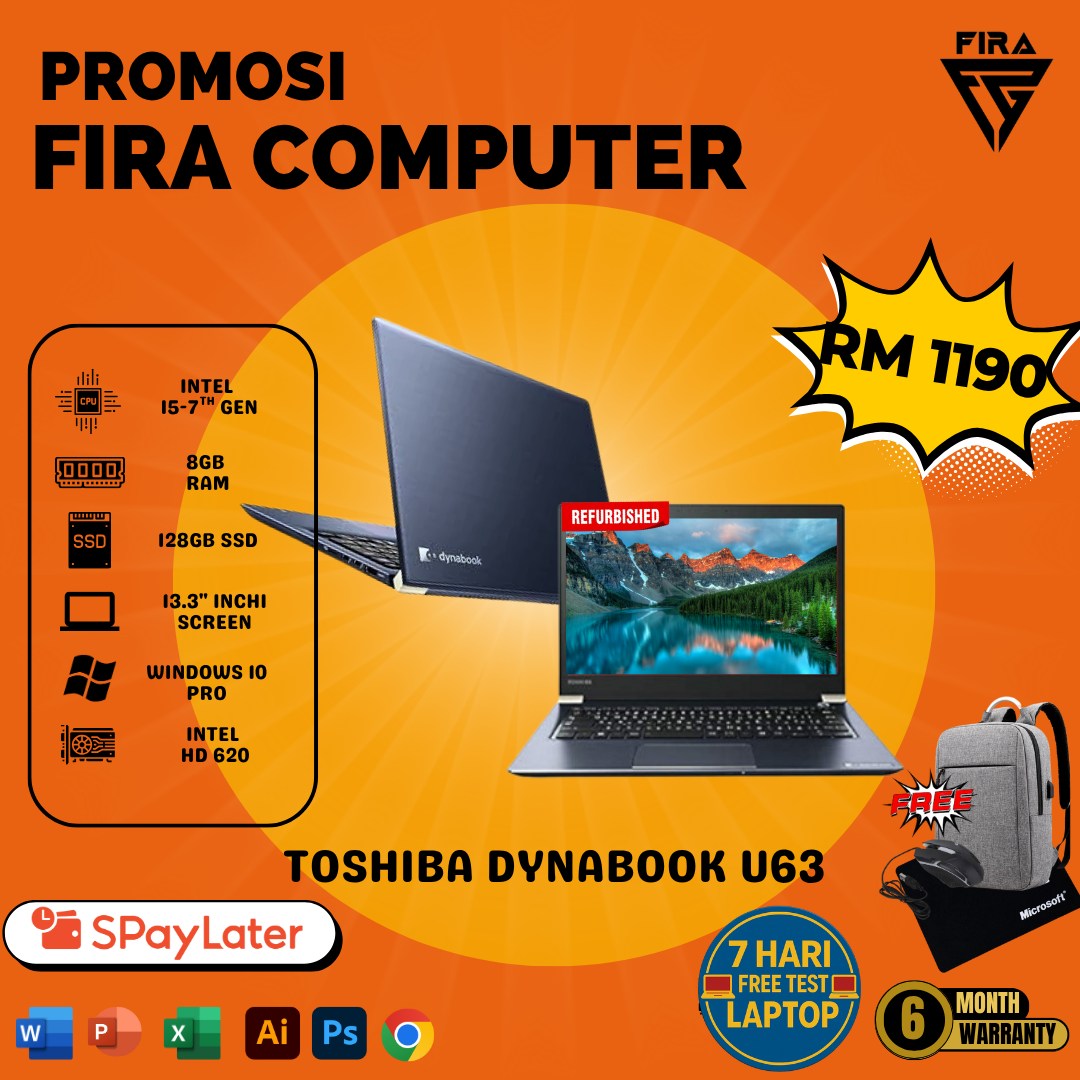 PROMOSI
FIRA COMPUTER
FIRA
RM 1190
CPU
INTEL
I5-7TH GEN
8GB
RAM
SSD
128GB SSD
13.3" INCHI
SCREEN
WINDOWS 10
PRO
INTEL
HD 620
dynabook
REFURBISHED
TOSHIBA DYNABOOK U63
FREE
Microsoft
SPayLater
7 HARI
FREE TEST
LAPTOP
6
MONTH
WARRANTY
W
P
X
Ai
Ps